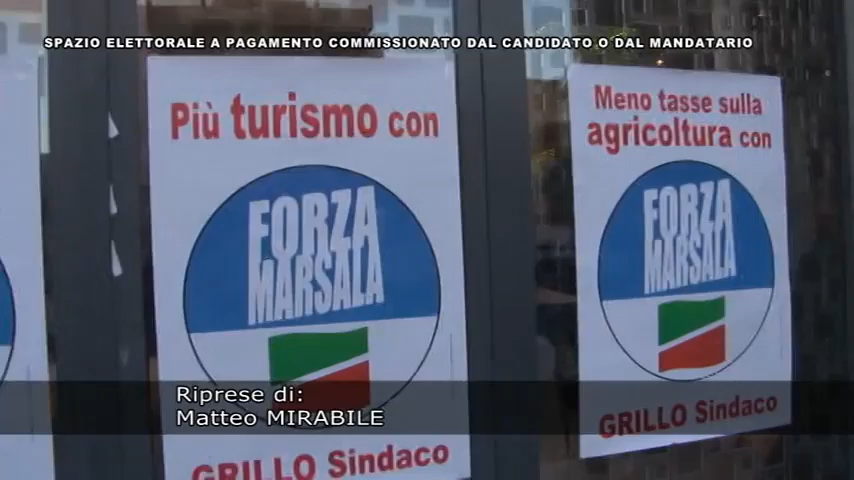 SPAZIO ELETTORALE A PAGAMENTO COMMISSIONATO DAL CANDIDATO O DAL MANDATARIO
Più turismo con
FORZA
MARSALA
GRILLO Sindaco
Meno tasse sulla
agricoltura con
FORZA
MARSALA
GRILLO Sindaco
Riprese di:
Matteo MIRABILE